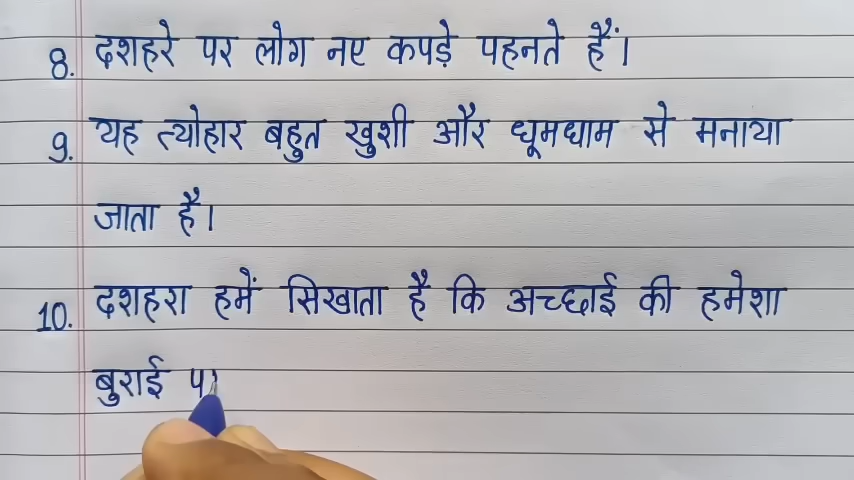 8. दशहरे पर लोग नए कपड़े पहनते हैं।
9. यह त्योहार बहुत खुशी और धूमधाम से मनाया
जाता है।
10. दशहरा हमें सिखाता है कि अच्छाई की हमेशा
बुराई